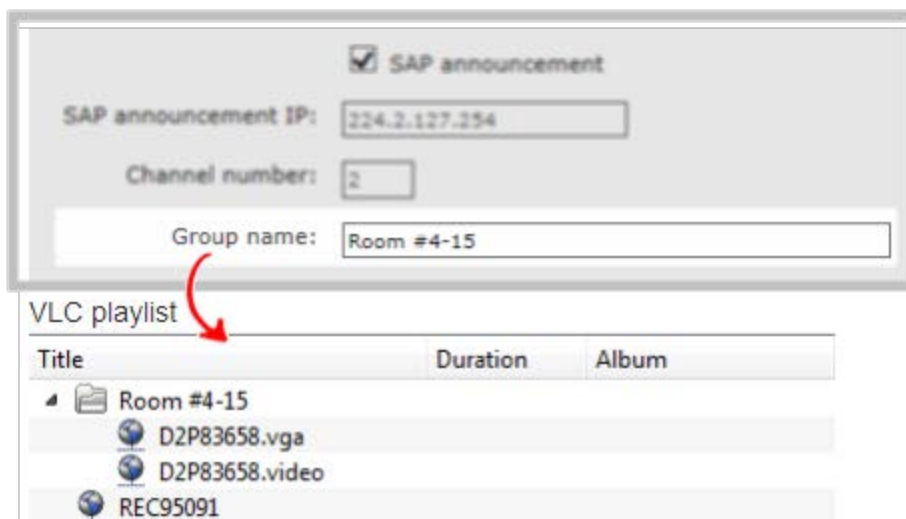 SAP announcement
SAP announcement IP: 224.2.127.254
Channel number: 2
Group name: Room #4-15
VLC playlist
Title Duration Album
Room #4-15
D2P83658.vga
D2P83658.video
REC95091